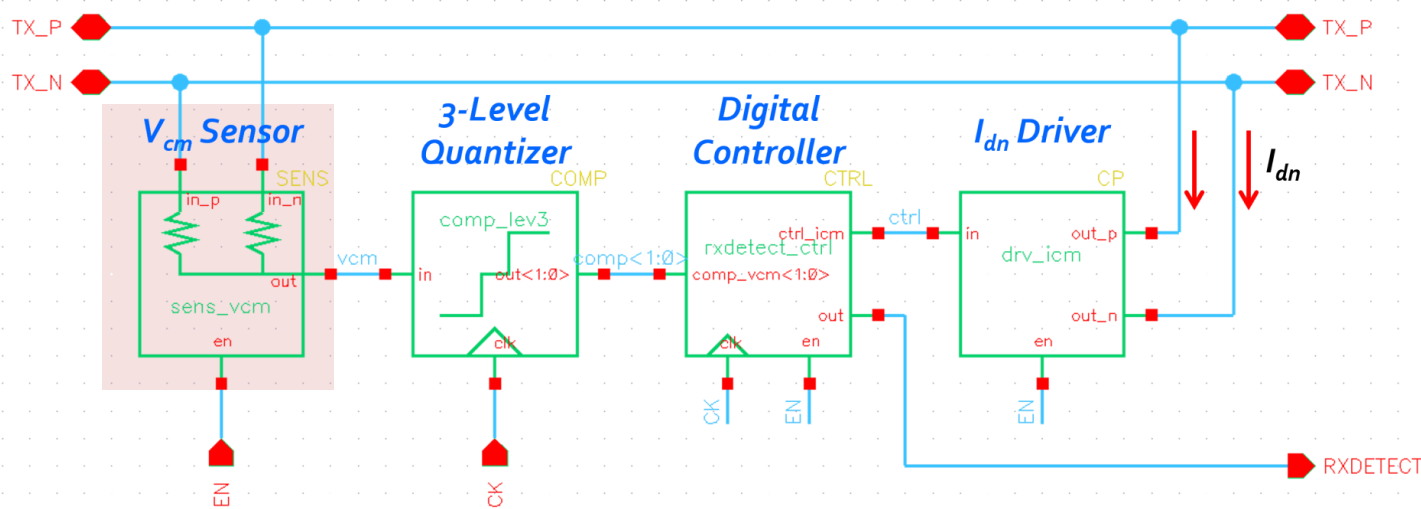 TX_P
TX_P
TX_N
TX_N
Vcm Sensor
3-Level
Quantizer
Digital
Controller
Idn Driver
Idn
SENS
COMP
CTRL
CP
in_p
in_n
comp_lev3
ctrl_icm
ctrl
in
out_p
rxdetect_ctrl
drv_icm
vcm
in
out<1:0>
comp<1:0>
comp_vcm<1:0>
out
sens_vcm
out
out_n
en
clk
clk
en
en
CK
EN
EN
RXDETECT
EN
CK